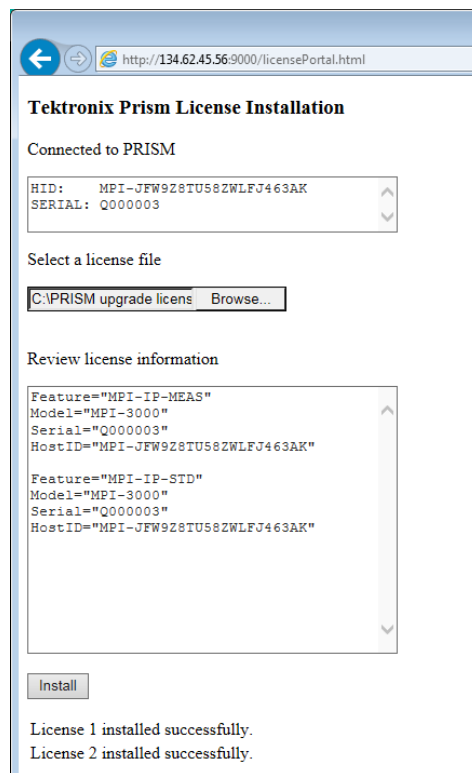 http://134.62.45.56:9000/licensePortal.html
Tektronix Prism License Installation
Connected to PRISM
HID:    MPI-JFW9Z8TU58ZWLFJ463AK
SERIAL: Q000003
Select a license file
C:\PRISM upgrade licens Browse...
Review license information
Feature="MPI-IP-MEAS"
Model="MPI-3000"
Serial="Q000003"
HostID="MPI-JFW9Z8TU58ZWLFJ463AK"
Feature="MPI-IP-STD"
Model="MPI-3000"
Serial="Q000003"
HostID="MPI-JFW9Z8TU58ZWLFJ463AK"
Install
License 1 installed successfully.
License 2 installed successfully.